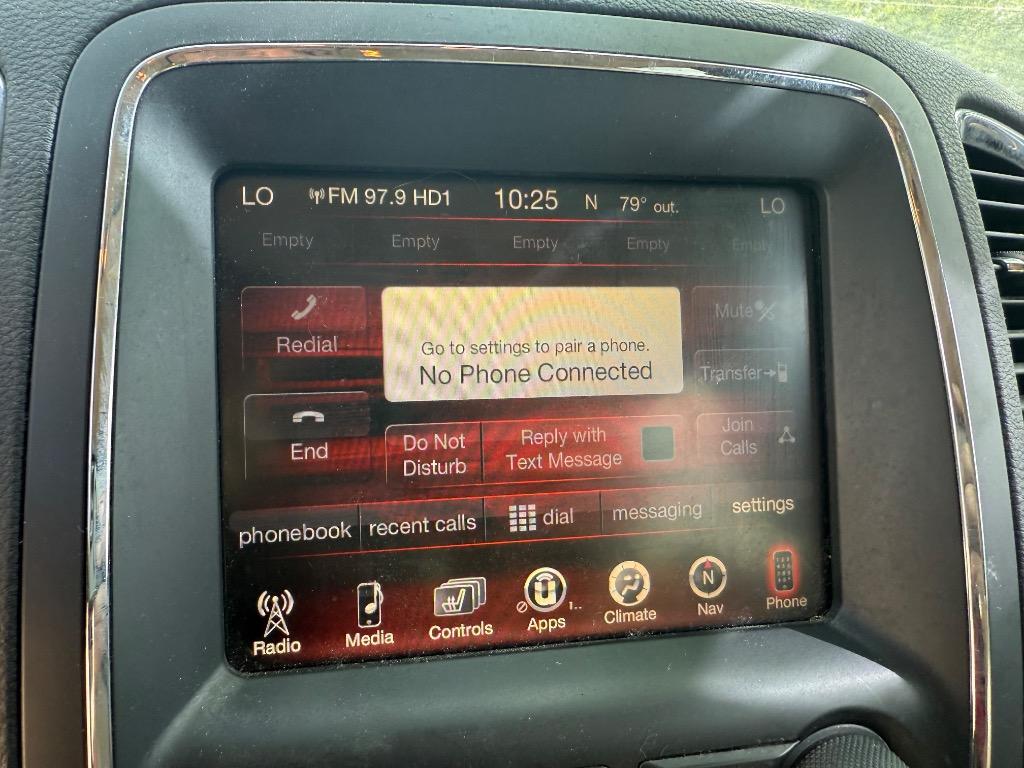 LO FM 97.9 HD1 10:25 N 79° out. LO
Empty Empty Empty Empty Empty
Redial
Go to settings to pair a phone.
No Phone Connected
Mute
Transfer
End
Do Not
Disturb
Reply with
Text Message
Join
Calls
phonebook recent calls dial messaging settings
Radio Media Controls Apps 1.. Climate N Nav Phone